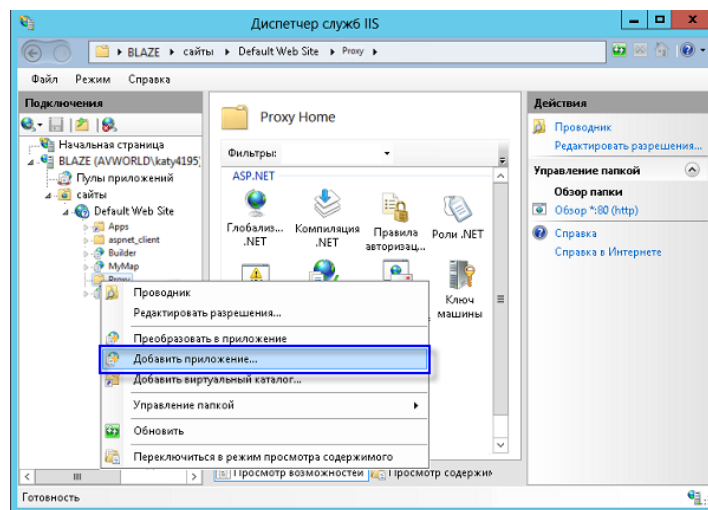 Диспетчер служб IIS
BLAZE сайты Default Web Site Proxy
Файл Режим Справка
Подключения
Начальная страница
BLAZE (AVWORLD\katy4195)
Пулы приложений
сайты
Default Web Site
Apps
aspnet_client
Builder
MyMap
Proxy
Proxy Home
Фильтры:
ASP.NET
Глобализ... .NET
Компиляция .NET
Правила авторизац...
Роли .NET
Ключ машины
Проводник
Редактировать разрешения...
Преобразовать в приложение
Добавить приложение...
Добавить виртуальный каталог...
Управление папкой
Обновить
Переключиться в режим просмотра содержимого
Просмотр возможностей Просмотр содержим
Действия
Проводник
Редактировать разрешения...
Управление папкой
Обзор папки
Обзор *:80 (http)
Справка
Справка в Интернете
Готовность